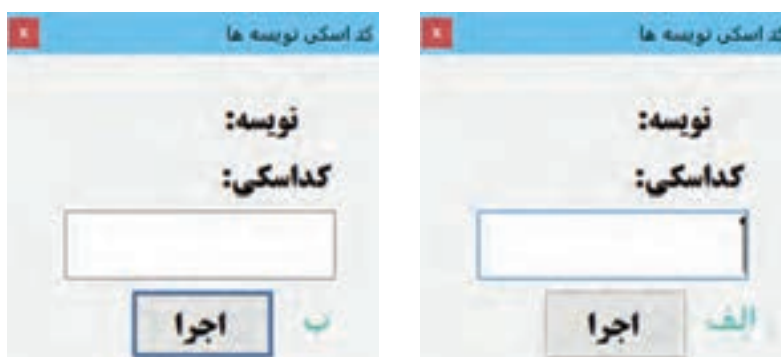 کد اسکی نویسه ها
نویسه:
کداسکی:
اجرا
الف
کد اسکی نویسه ها
نویسه:
کداسکی:
اجرا
ب